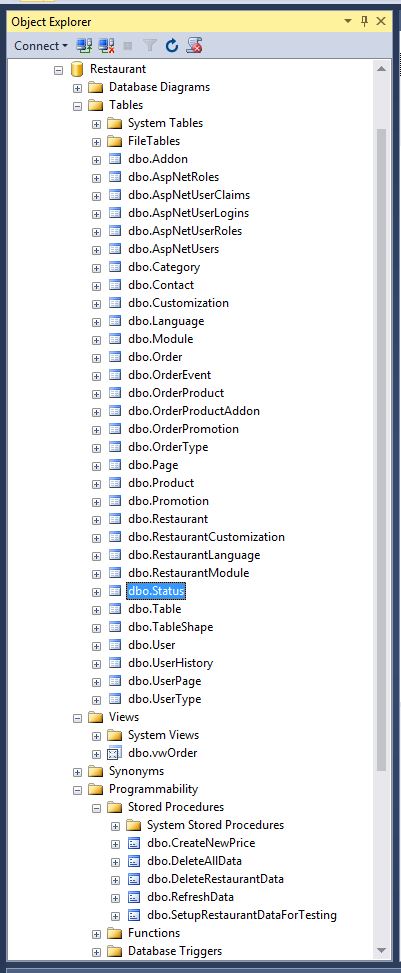 Object Explorer
Connect
Restaurant
Database Diagrams
Tables
System Tables
FileTables
dbo.Addon
dbo.AspNetRoles
dbo.AspNetUserClaims
dbo.AspNetUserLogins
dbo.AspNetUserRoles
dbo.AspNetUsers
dbo.Category
dbo.Contact
dbo.Customization
dbo.Language
dbo.Module
dbo.Order
dbo.OrderEvent
dbo.OrderProduct
dbo.OrderProductAddon
dbo.OrderPromotion
dbo.OrderType
dbo.Page
dbo.Product
dbo.Promotion
dbo.Restaurant
dbo.RestaurantCustomization
dbo.RestaurantLanguage
dbo.RestaurantModule
dbo.Status
dbo.Table
dbo.TableShape
dbo.User
dbo.UserHistory
dbo.UserPage
dbo.UserType
Views
System Views
dbo.vwOrder
Synonyms
Programmability
Stored Procedures
System Stored Procedures
dbo.CreateNewPrice
dbo.DeleteAllData
dbo.DeleteRestaurantData
dbo.RefreshData
dbo.SetupRestaurantDataForTesting
Functions
Database Triggers